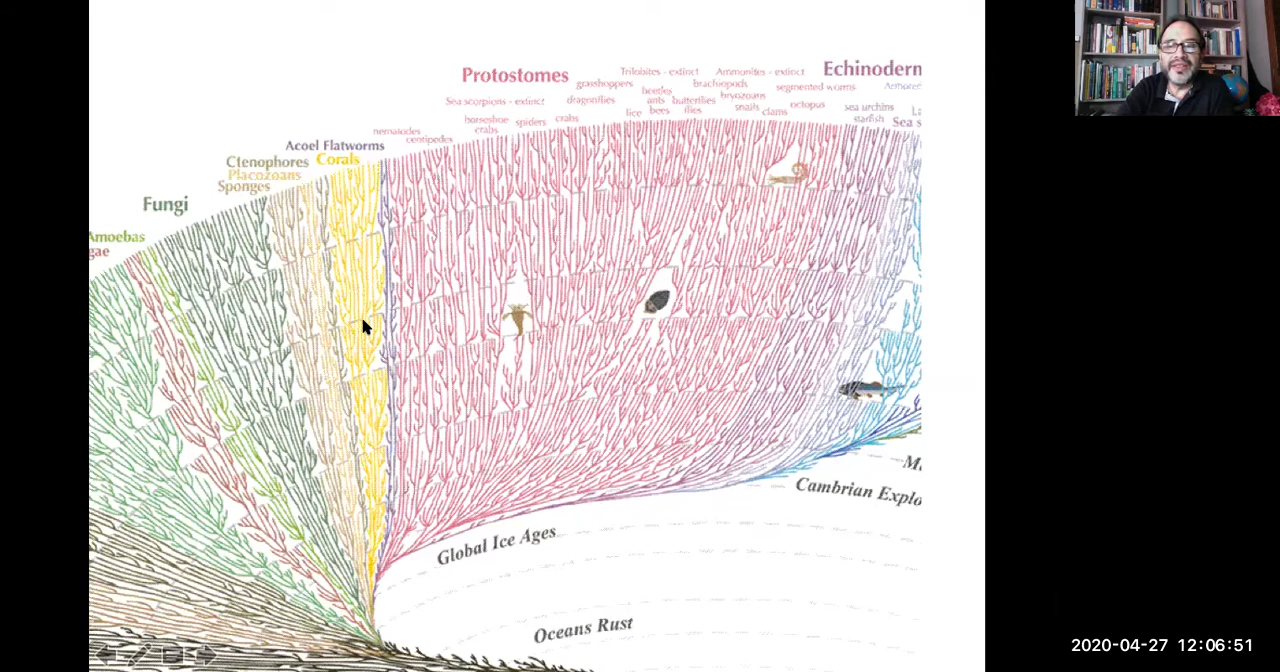 Protostomes
Trilobites - extinct
Ammonites - extinct
Echinoderm
grasshoppers
beetles
brachiopods
segmented worms
Sea scorpions - extinct
dragonflies
ants
butterflies
bryozoans
octopus
sea urchins
horseshoe
crabs
spiders
crabs
lice
bees
flies
snails
clams
starfish
Sea s
nematodes
centipedes
Acoel Flatworms
Ctenophores
Corals
Placozoans
Sponges
Fungi
Amoebas
gae
Cambrian Explo
Global Ice Ages
Oceans Rust
2020-04-27 12:06:51